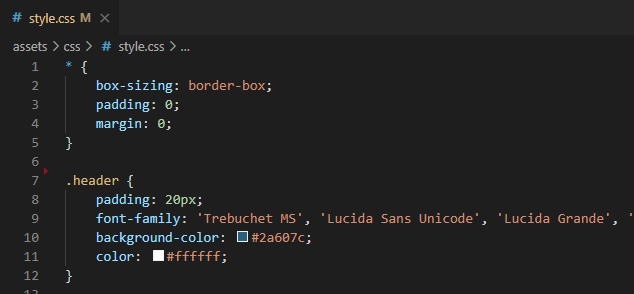 # style.css M ×
assets > css > # style.css > ...
1 * {
2     box-sizing: border-box;
3     padding: 0;
4     margin: 0;
5 }
6
7 .header {
8     padding: 20px;
9     font-family: 'Trebuchet MS', 'Lucida Sans Unicode', 'Lucida Grande', '
10     background-color: #2a607c;
11     color: #ffffff;
12 }